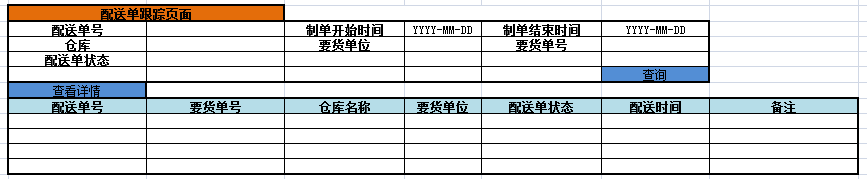 配送单跟踪页面
配送单号 制单开始时间 YYYY-MM-DD 制单结束时间 YYYY-MM-DD
仓库 要货单位 要货单号
配送单状态
查询
查看详情
配送单号 要货单号 仓库名称 要货单位 配送单状态 配送时间 备注